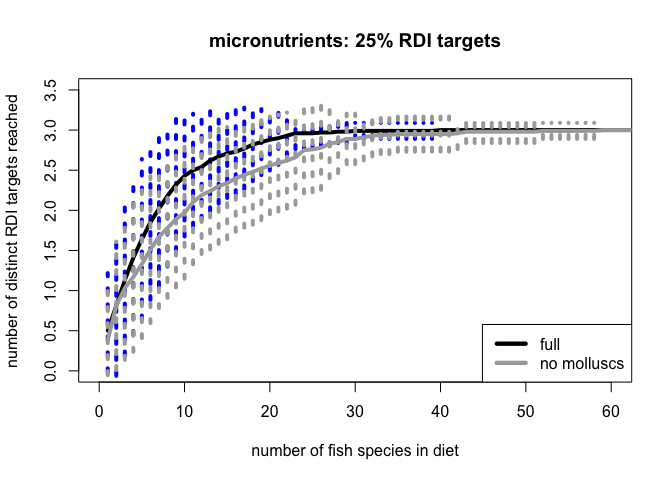 micronutrients: 25% RDI targets
number of distinct RDI targets reached
3.5
3.0
2.5
2.0
1.5
1.0
0.5
0.0
full
no molluscs
0 10 20 30 40 50 60
number of fish species in diet